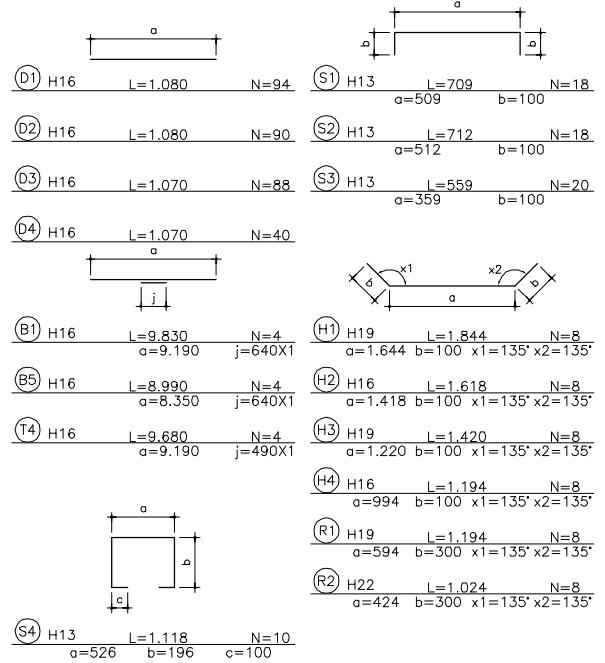 a
D1 H16 L=1.080 N=94
D2 H16 L=1.080 N=90
D3 H16 L=1.070 N=88
D4 H16 L=1.070 N=40
a
j
B1 H16 L=9.830 N=4
a=9.190 j=640X1
B5 H16 L=8.990 N=4
a=8.350 j=640X1
T4 H16 L=9.680 N=4
a=9.190 j=490X1
a
b
c
S4 H13 L=1.118 N=10
a=526 b=196 c=100
a
b b
S1 H13 L=709 N=18
a=509 b=100
S2 H13 L=712 N=18
a=512 b=100
S3 H13 L=559 N=20
a=359 b=100
x1 x2
b a b
H1 H19 L=1.844 N=8
a=1.644 b=100 x1=135° x2=135°
H2 H16 L=1.618 N=8
a=1.418 b=100 x1=135° x2=135°
H3 H19 L=1.420 N=8
a=1.220 b=100 x1=135° x2=135°
H4 H16 L=1.194 N=8
a=994 b=100 x1=135° x2=135°
R1 H19 L=1.194 N=8
a=594 b=300 x1=135° x2=135°
R2 H22 L=1.024 N=8
a=424 b=300 x1=135° x2=135°